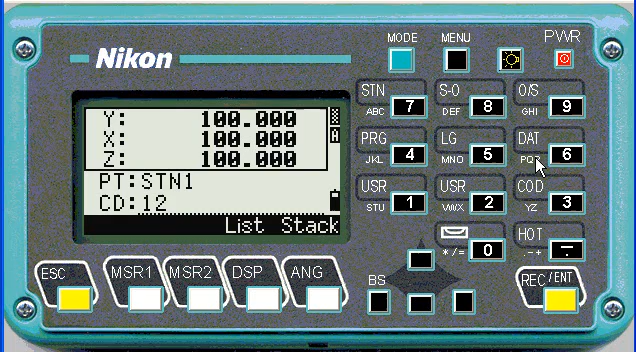 MODE MENU PWR
Nikon
STN S-O O/S
ABC 7 DEF 8 GHI 9
Y: 100.000
X: 100.000 A
Z: 100.000
PRG LG DAT
JKL 4 MNO 5 PQR 6
PT:STN1
CD:12
USR USR COD
STU 1 VWX 2 YZ 3
List Stack
HOT
*/= 0 .-+ -.
ESC MSR1 MSR2 DSP ANG BS REC/ENT